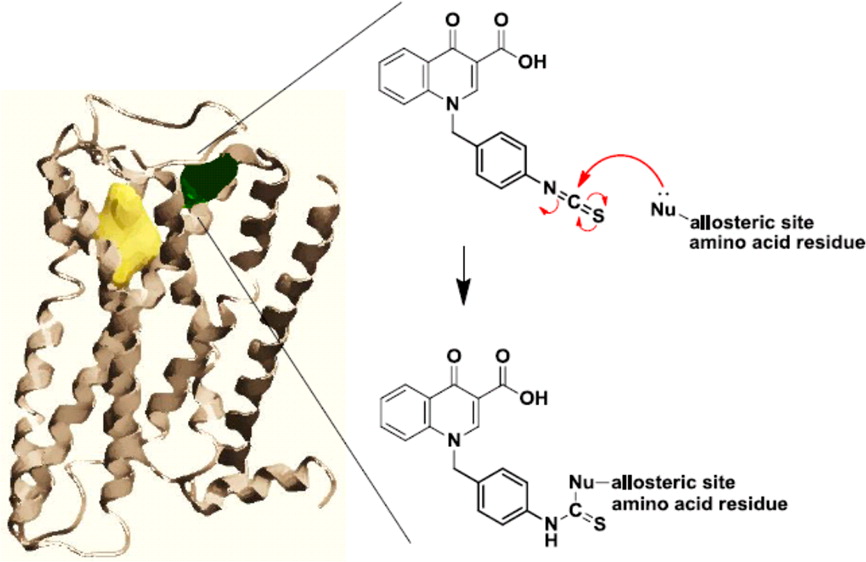 O O
OH
N
N C S
Nu
allosteric site
amino acid residue
O O
OH
N
Nu allosteric site
amino acid residue
N C S
H